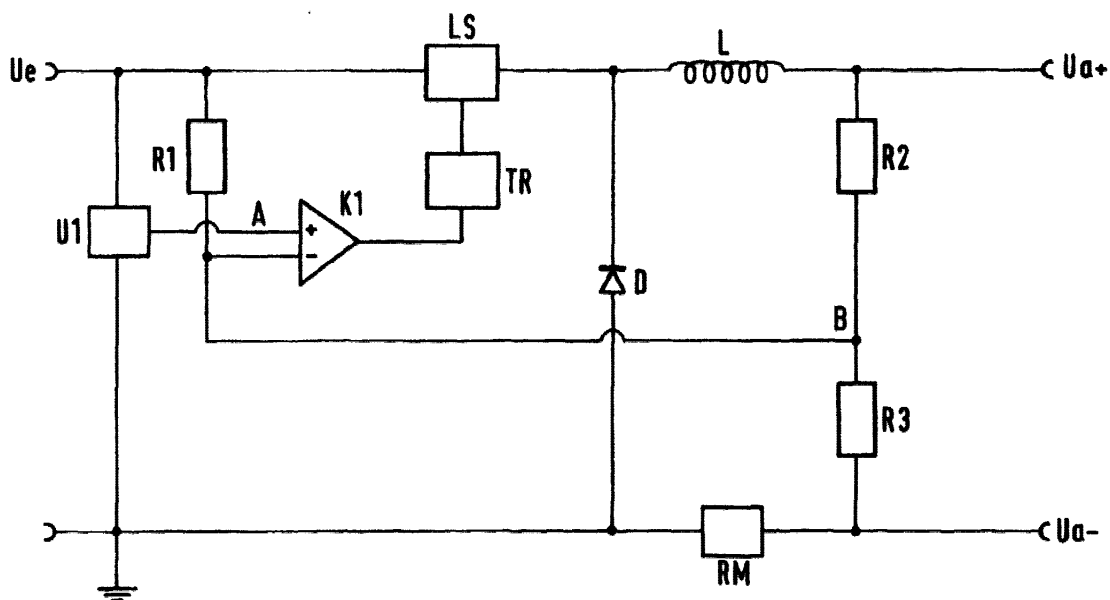 LS
L
Ue
Ua+
R1
R2
TR
K1
A
U1
+
-
D
B
R3
Ua-
RM